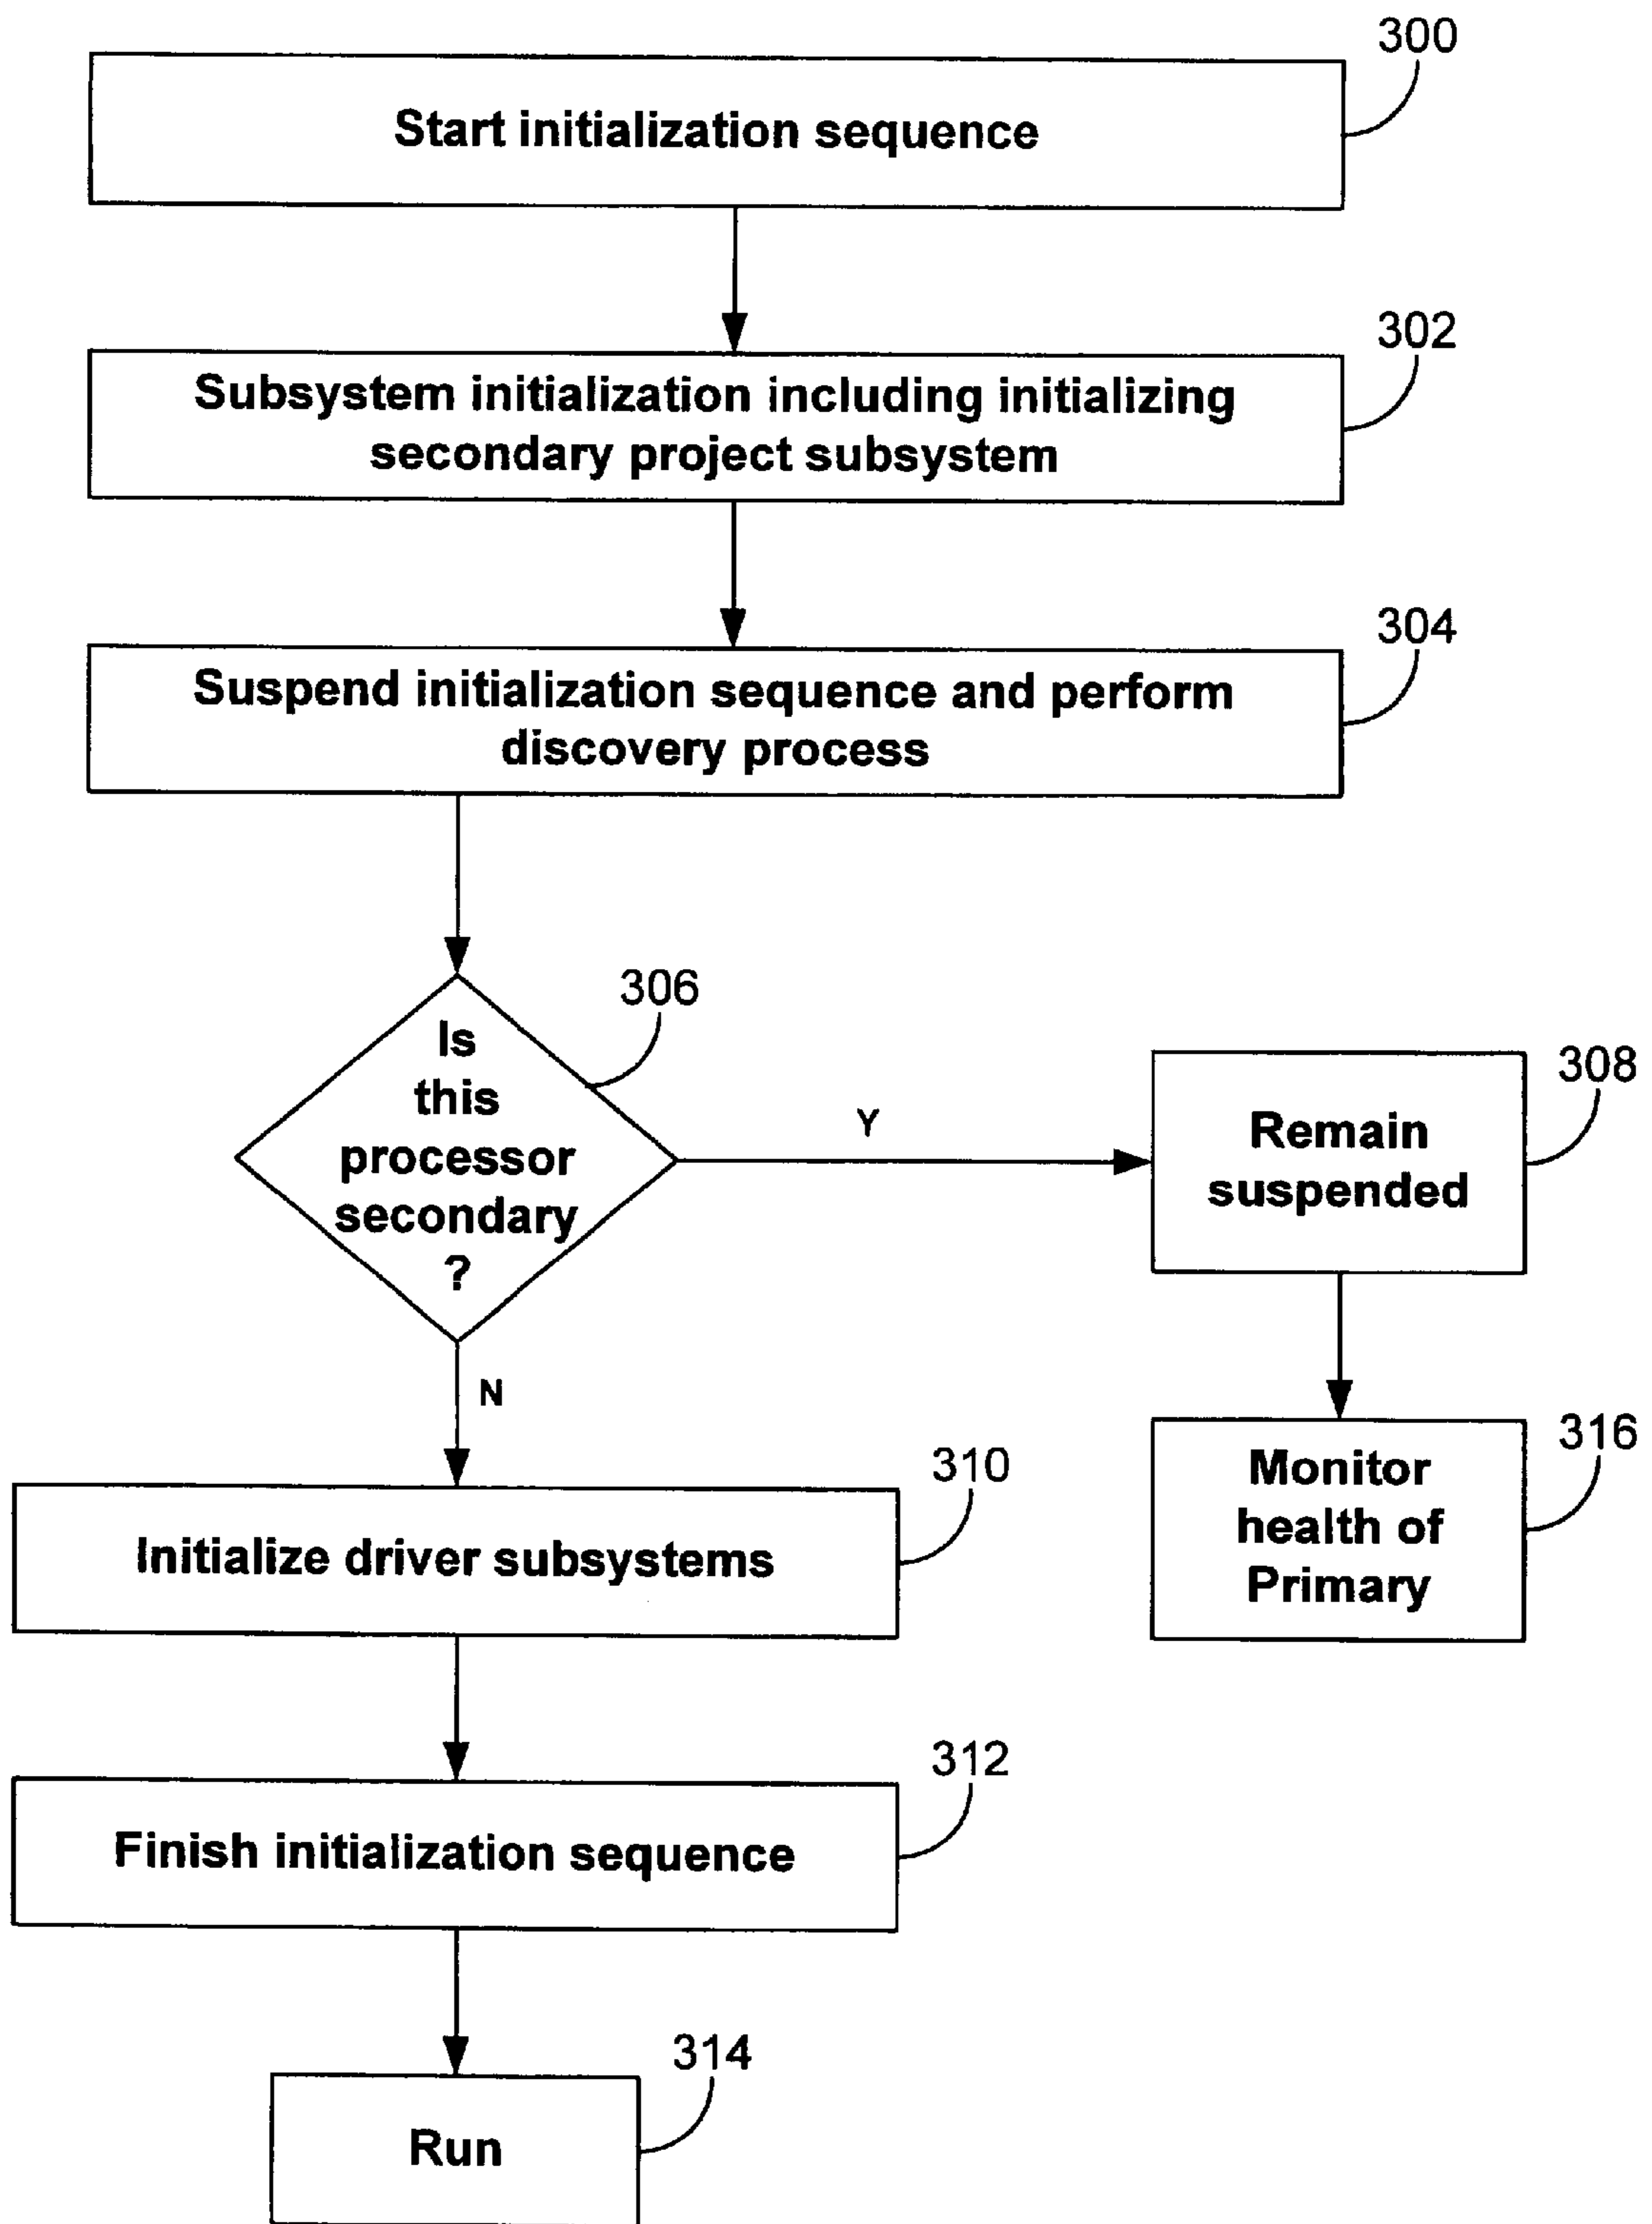 300
Start initialization sequence
302
Subsystem initialization including initializing
secondary project subsystem
304
Suspend initialization sequence and perform
discovery process
306
Is
this
processor
secondary
?
Y
308
Remain
suspended
N
316
Monitor
health of
Primary
310
Initialize driver subsystems
312
Finish initialization sequence
314
Run